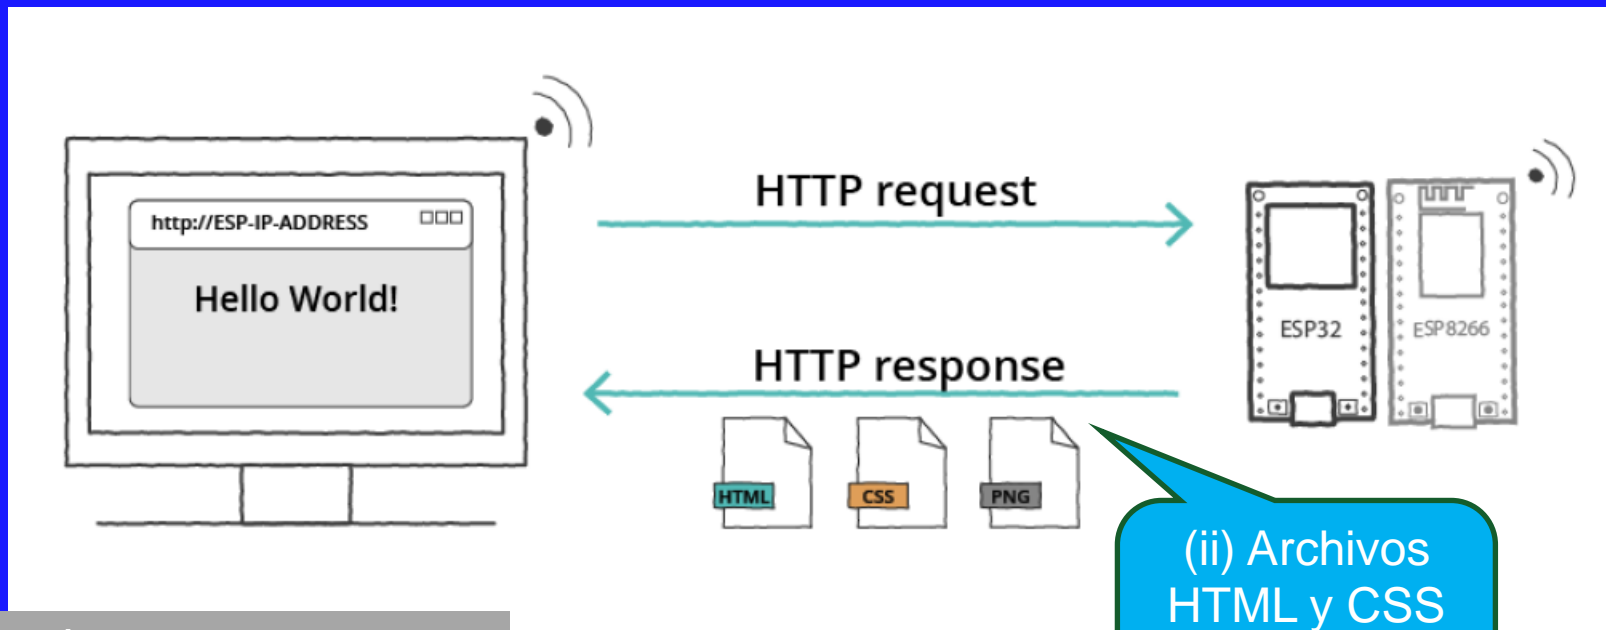 http://ESP-IP-ADDRESS
Hello World!
HTTP request
HTTP response
HTML
CSS
PNG
ESP32
ESP8266
(ii) Archivos
HTML y CSS